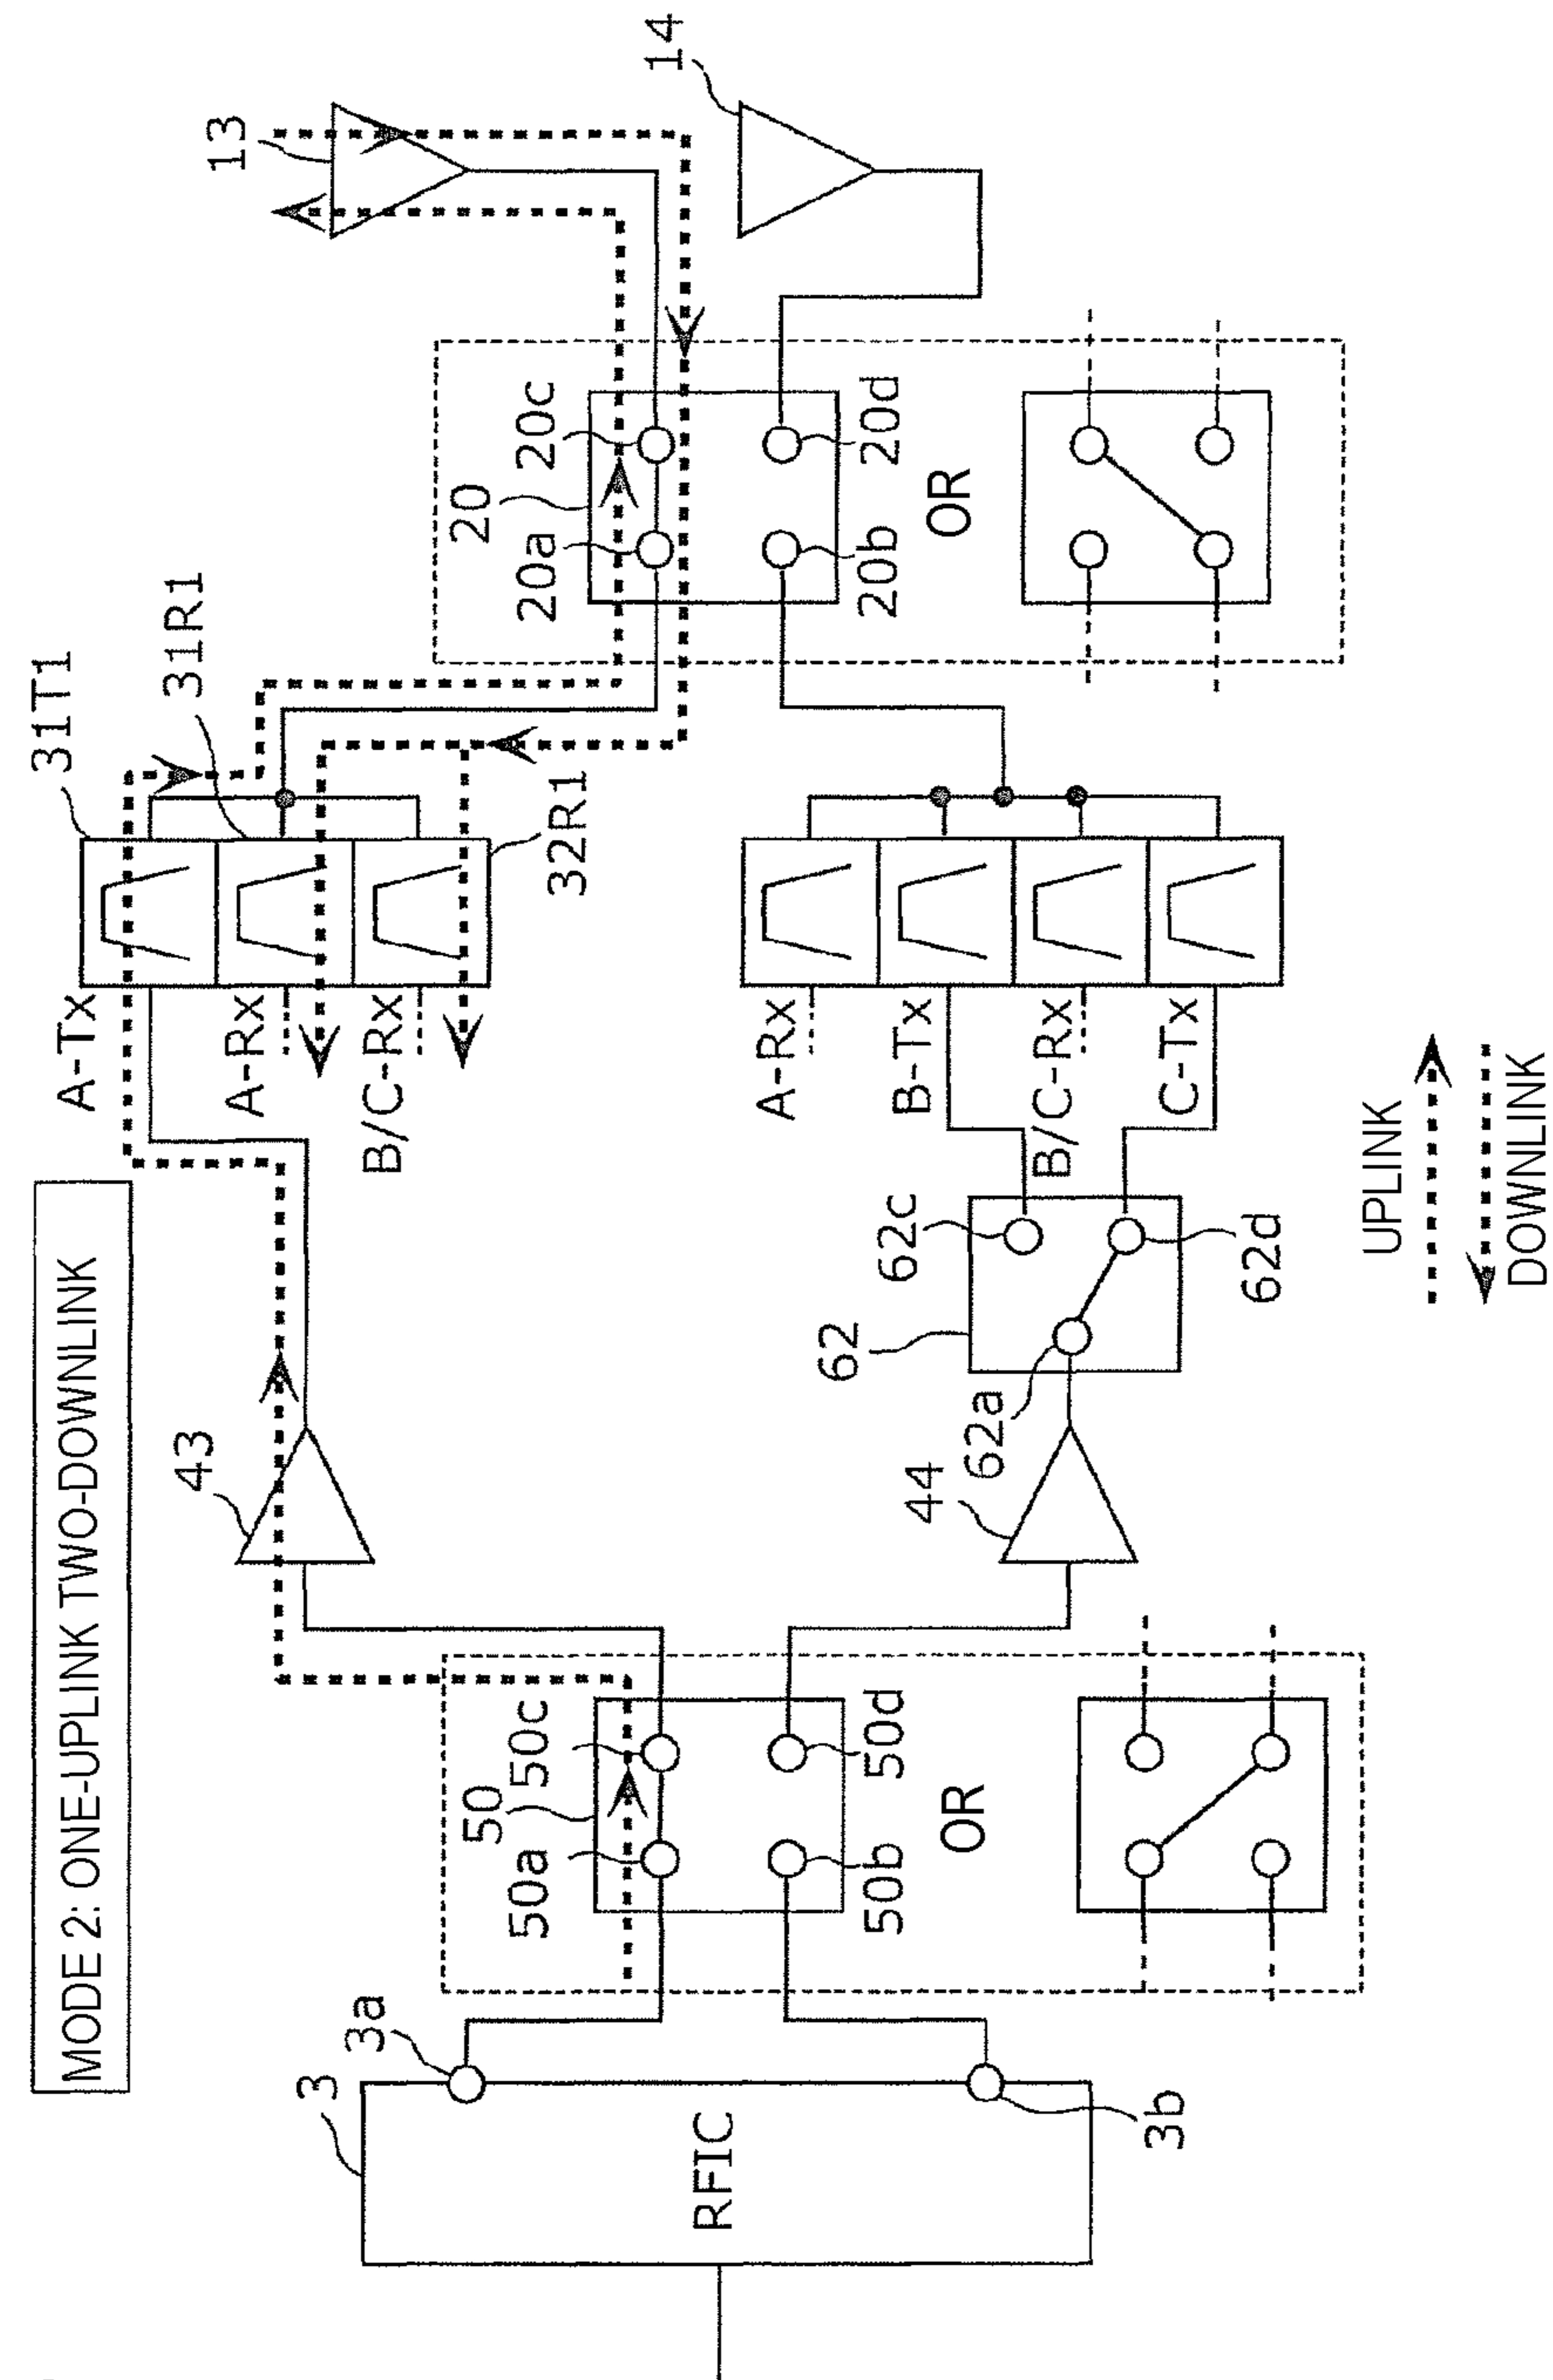 MODE 2: ONE-UPLINK TWO-DOWNLINK
3
3a
RFIC
3b
50
50a
50c
50b
50d
OR
43
44
62
62a
62c
62d
A-Tx
A-Rx
B/C-Rx
31T1
31R1
32R1
A-Rx
B-Tx
B/C-Rx
C-Tx
20
20a
20c
20b
20d
OR
13
14
UPLINK
DOWNLINK